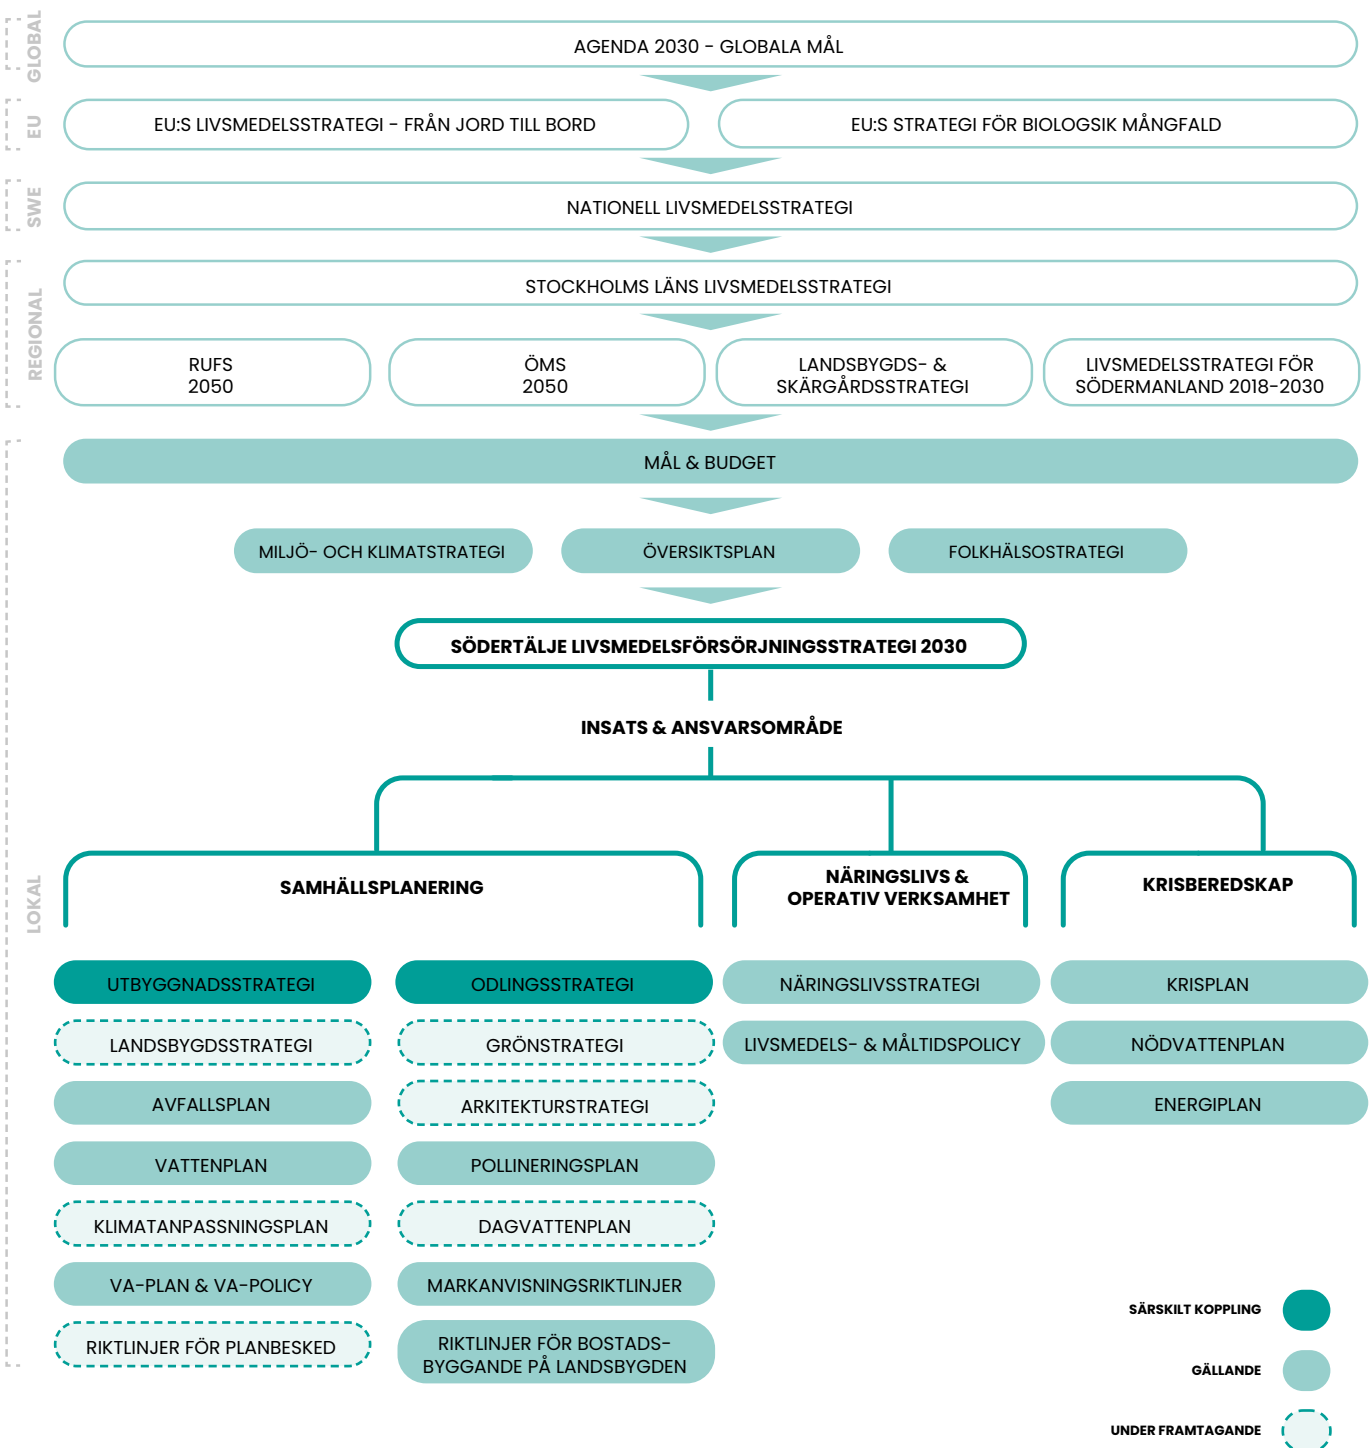 GLOBAL
AGENDA 2030 - GLOBALA MÅL
EU
EU:S LIVSMEDELSSTRATEGI - FRÅN JORD TILL BORD
EU:S STRATEGI FÖR BIOLOGSIK MÅNGFALD
SWE
NATIONELL LIVSMEDELSSTRATEGI
REGIONAL
STOCKHOLMS LÄNS LIVSMEDELSSTRATEGI
RUFS
2050
ÖMS
2050
LANDSBYGDS- &
SKÄRGÅRDSSTRATEGI
LIVSMEDELSSTRATEGI FÖR
SÖDERMANLAND 2018-2030
LOKAL
MÅL & BUDGET
MILJÖ- OCH KLIMATSTRATEGI
ÖVERSIKTSPLAN
FOLKHÄLSOSTRATEGI
SÖDERTÄLJE LIVSMEDELSFÖRSÖRJNINGSSTRATEGI 2030
INSATS & ANSVARSOMRÅDE
SAMHÄLLSPLANERING
NÄRINGSLIVS &
OPERATIV VERKSAMHET
KRISBEREDSKAP
UTBYGGNADSSTRATEGI
ODLINGSSTRATEGI
NÄRINGSLIVSSTRATEGI
KRISPLAN
LANDSBYGDSSTRATEGI
GRÖNSTRATEGI
LIVSMEDELS- & MÅLTIDSPOLICY
NÖDVATTENPLAN
AVFALLSPLAN
ARKITEKTURSTRATEGI
ENERGIPLAN
VATTENPLAN
POLLINERINGSPLAN
KLIMATANPASSNINGSPLAN
DAGVATTENPLAN
VA-PLAN & VA-POLICY
MARKANVISNINGSRIKTLINJER
RIKTLINJER FÖR PLANBESKED
RIKTLINJER FÖR BOSTADS-
BYGGANDE PÅ LANDSBYGDEN
SÄRSKILT KOPPLING
GÄLLANDE
UNDER FRAMTAGANDE